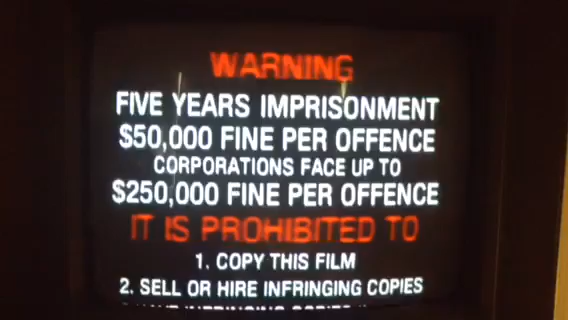 WARNING
FIVE YEARS IMPRISONMENT
$50,000 FINE PER OFFENCE
CORPORATIONS FACE UP TO
$250,000 FINE PER OFFENCE
IT IS PROHIBITED TO
1. COPY THIS FILM
2. SELL OR HIRE INFRINGING COPIES